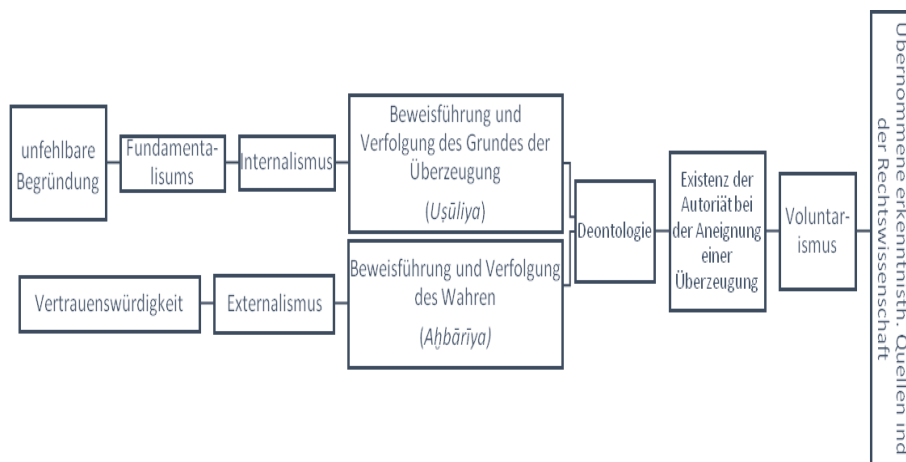 unfehlbare
Begründung
Fundamenta-
lisums
Internalismus
Beweisführung und
Verfolgung des Grundes der
Überzeugung
(Uṣūliya)
Vertrauenswürdigkeit
Externalismus
Beweisführung und Verfolgung
des Wahren
(Aḫbārīya)
Deontologie
Existenz der
Autoriät bei
der Aneignung
einer
Überzeugung
Voluntar-
ismus
Übernommene erkenntnisth. Quellen ind
der Rechtswissenschaft